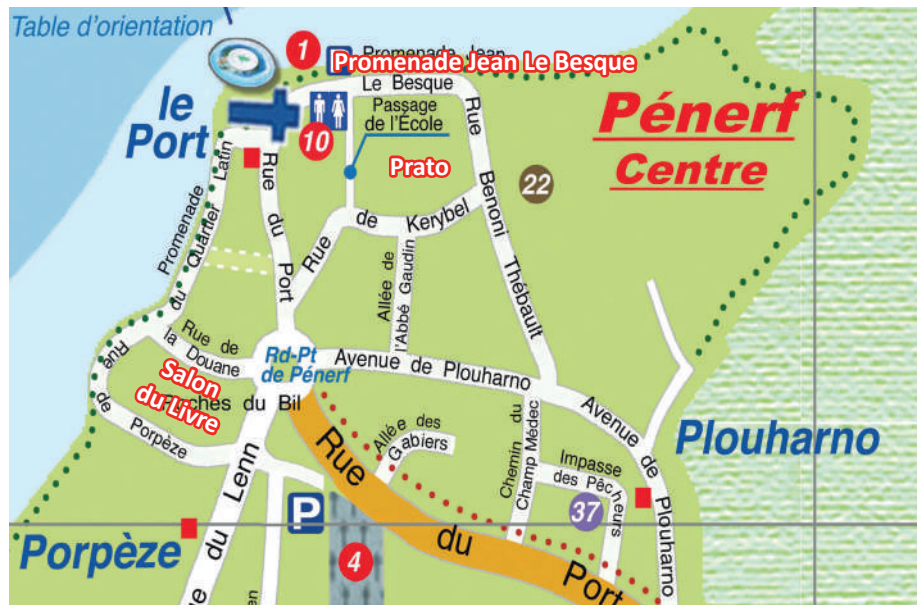 Table d'orientation
1
P
Promenade Jean
Promenade Jean Le Besque
Le Besque
le
Port
10
Passage
de l'École
Prato
Pénerf
Centre
22
Rue Benoni Thébault
Promenade du Quartier Latin
Rue du Port
Rue de Kerybel
Allée de
l'Abbé Gaudin
Rue de
la Douane
Rd-Pt
de Pénerf
Avenue de Plouharno
Salon
du Livre
du Bil
Rue de Porpèze
Allée des
Gabiers
Chemin du
Champ Médec
Impasse
des Pêcheurs
Avenue de Plouharno
Plouharno
37
P
Porpèze
du Lenn
4
Rue du Port